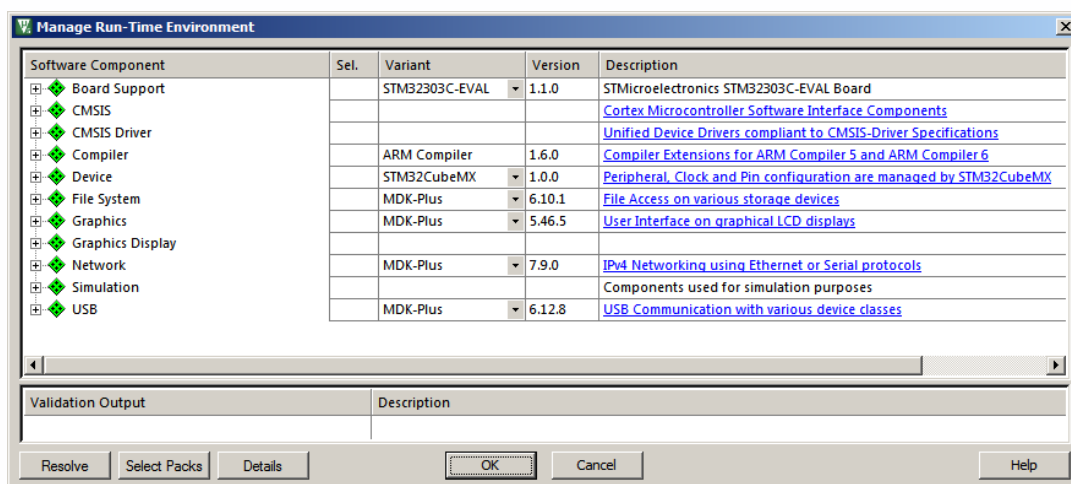 Manage Run-Time Environment
Software Component Sel. Variant Version Description
Board Support STM32303C-EVAL 1.1.0 STMicroelectronics STM32303C-EVAL Board
CMSIS Cortex Microcontroller Software Interface Components
CMSIS Driver Unified Device Drivers compliant to CMSIS-Driver Specifications
Compiler ARM Compiler 1.6.0 Compiler Extensions for ARM Compiler 5 and ARM Compiler 6
Device STM32CubeMX 1.0.0 Peripheral, Clock and Pin configuration are managed by STM32CubeMX
File System MDK-Plus 6.10.1 File Access on various storage devices
Graphics MDK-Plus 5.46.5 User Interface on graphical LCD displays
Graphics Display
Network MDK-Plus 7.9.0 IPv4 Networking using Ethernet or Serial protocols
Simulation Components used for simulation purposes
USB MDK-Plus 6.12.8 USB Communication with various device classes
Validation Output Description
Resolve Select Packs Details OK Cancel Help